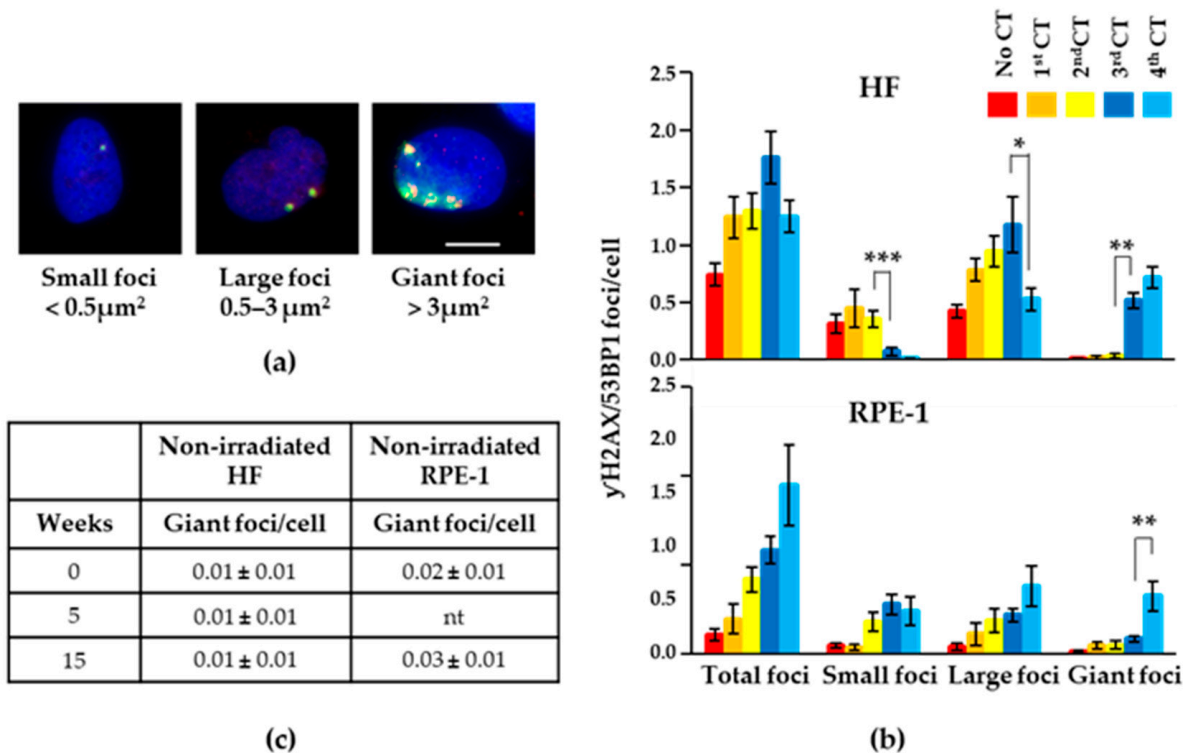 Small foci
< 0.5µm²
Large foci
0.5–3 µm²
Giant foci
> 3µm²
(a)
Non-irradiated HF
Non-irradiated RPE-1
Weeks
Giant foci/cell
Giant foci/cell
0
0.01 ± 0.01
0.02 ± 0.01
5
0.01 ± 0.01
nt
15
0.01 ± 0.01
0.03 ± 0.01
(c)
No CT
1st CT
2nd CT
3rd CT
4th CT
γH2AX/53BP1 foci/cell
HF
2.5
2.0
1.5
1.0
0.5
0.0
***
*
**
RPE-1
2.5
2.0
1.5
1.0
0.5
0.0
**
Total foci
Small foci
Large foci
Giant foci
(b)